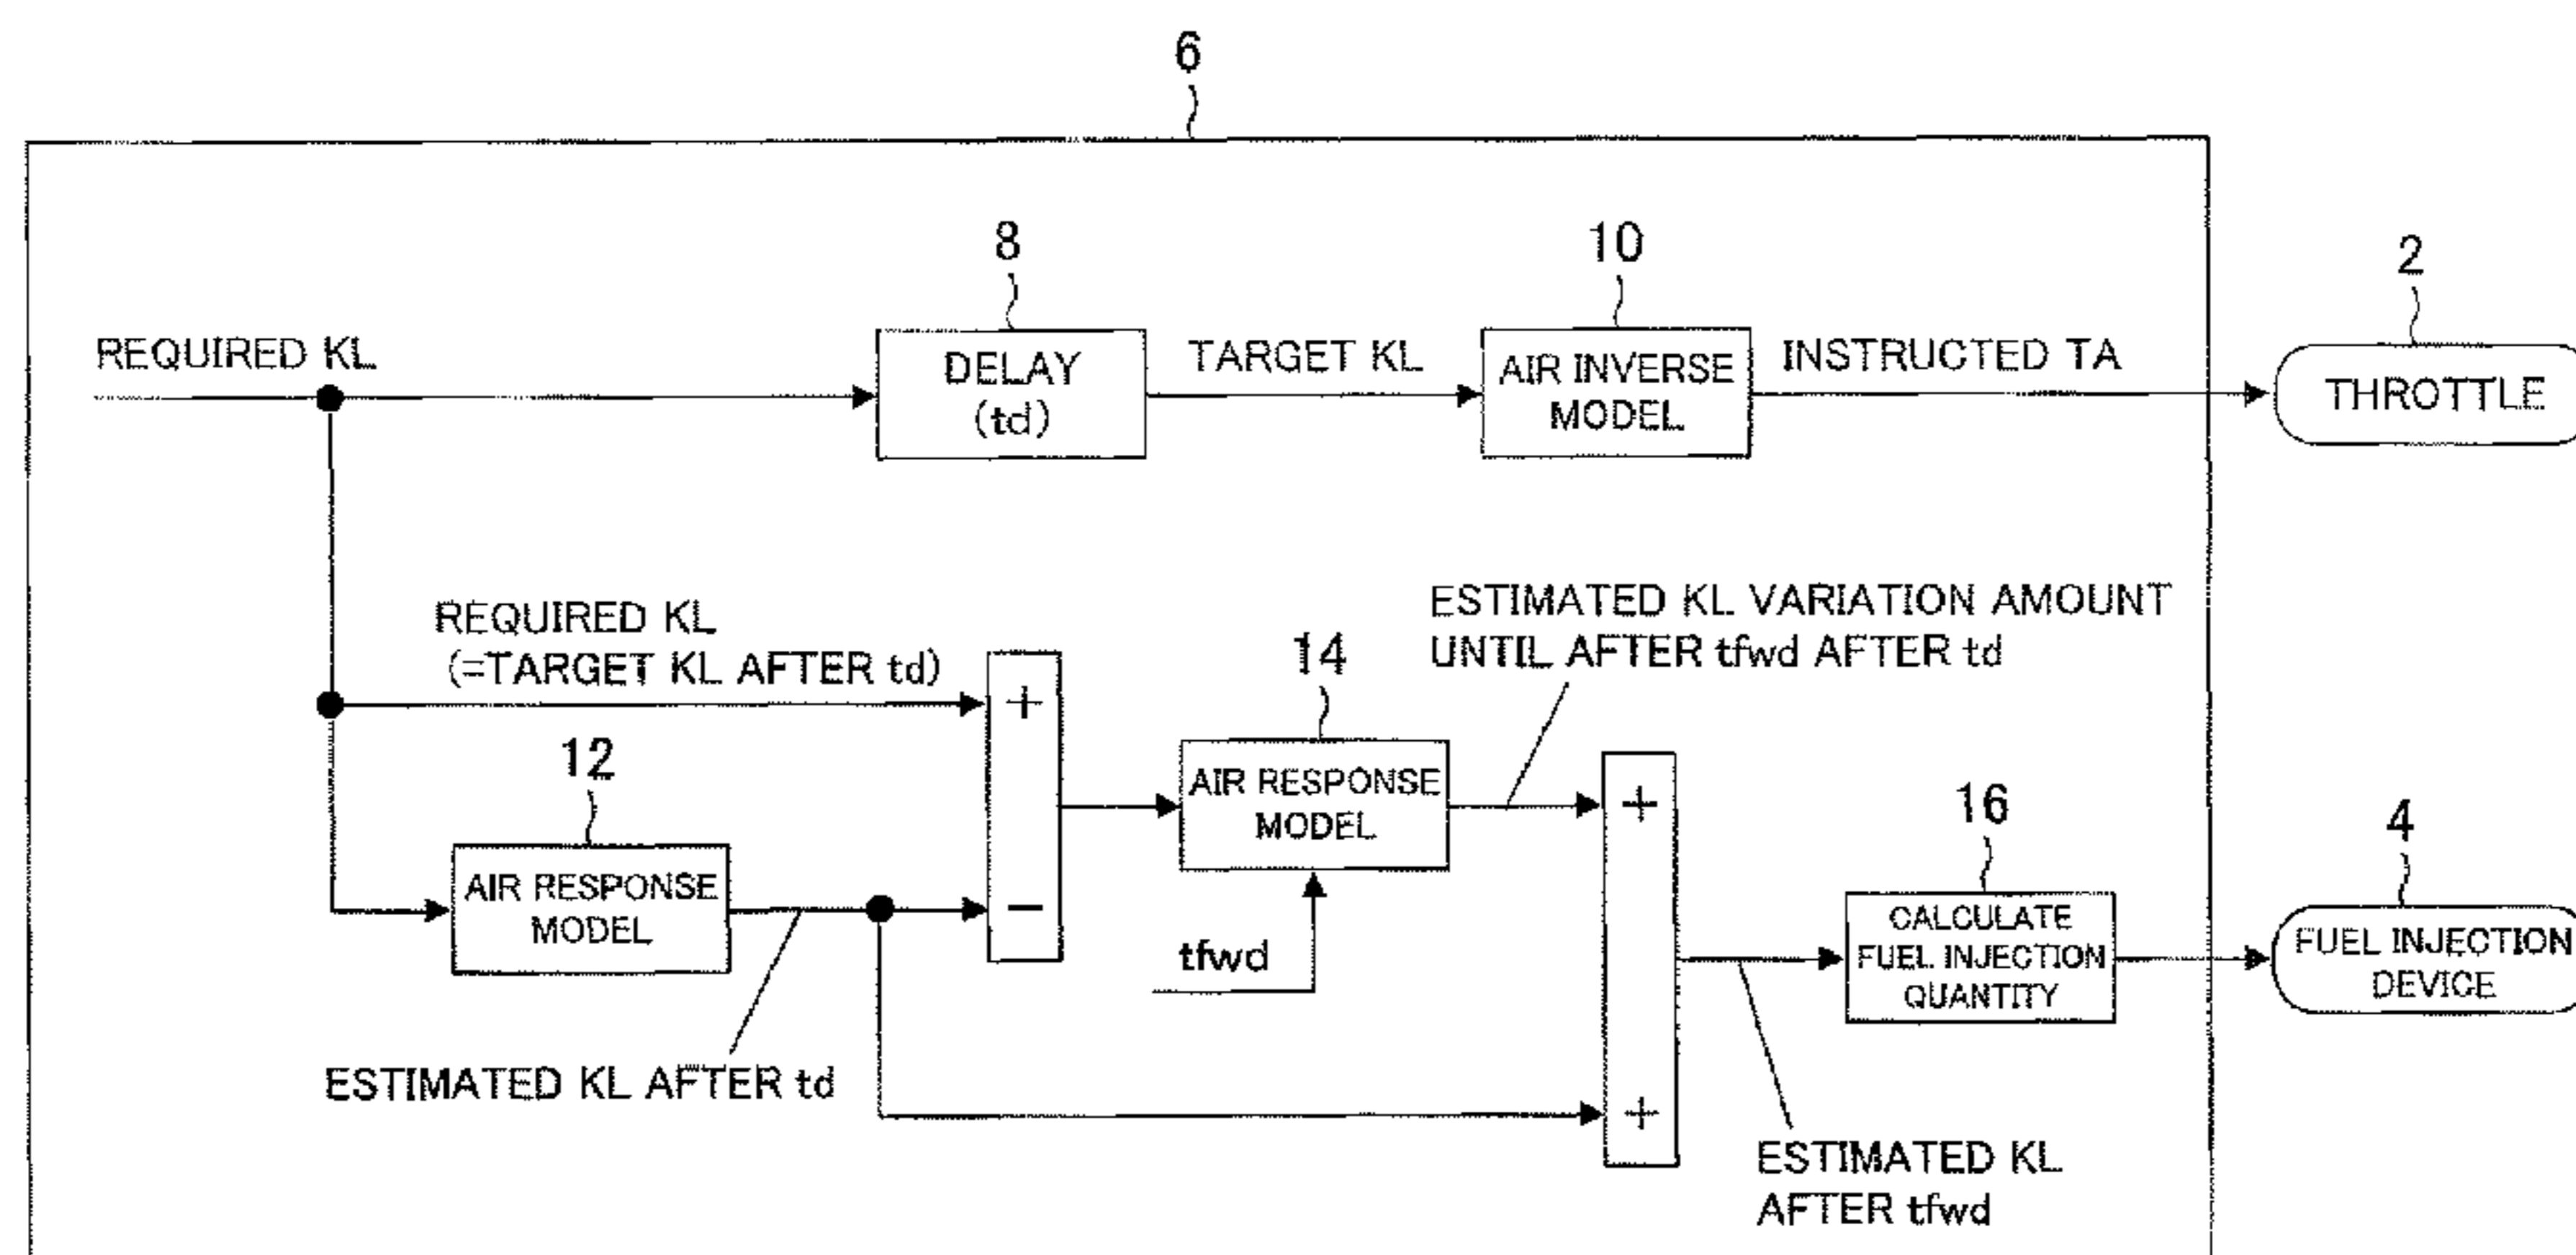 6
8
10
2
REQUIRED KL
DELAY
(td)
TARGET KL
AIR INVERSE
MODEL
INSTRUCTED TA
THROTTLE
REQUIRED KL
(=TARGET KL AFTER td)
ESTIMATED KL VARIATION AMOUNT
UNTIL AFTER tfwd AFTER td
14
+
12
AIR RESPONSE
MODEL
+
16
4
AIR RESPONSE
MODEL
−
tfwd
CALCULATE
FUEL INJECTION
QUANTITY
FUEL INJECTION
DEVICE
ESTIMATED KL AFTER td
+
ESTIMATED KL
AFTER tfwd